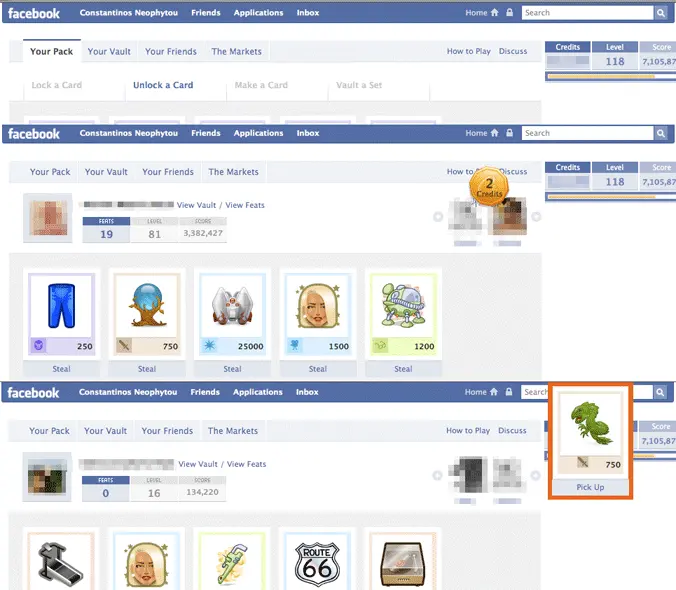 facebook Constantinos Neophytou Friends Applications Inbox Home Search
Your Pack Your Vault Your Friends The Markets How to Play Discuss
Credits Level Score
118 7,105,87
Lock a Card Unlock a Card Make a Card Vault a Set
facebook Constantinos Neophytou Friends Applications Inbox Home Search
Your Pack Your Vault Your Friends The Markets How to Discuss
Credits Level Score
118 7,105,87
2
Credits
View Vault / View Feats
FEATS LEVEL SCORE
19 81 3,382,427
250 750 25000 1500 1200
Steal Steal Steal Steal Steal
facebook Constantinos Neophytou Friends Applications Inbox Home
Your Pack Your Vault Your Friends The Markets How to Play Discuss
Score
7,105,87
750
Pick Up
View Vault / View Feats
FEATS LEVEL SCORE
0 16 134,220
ROUTE
66